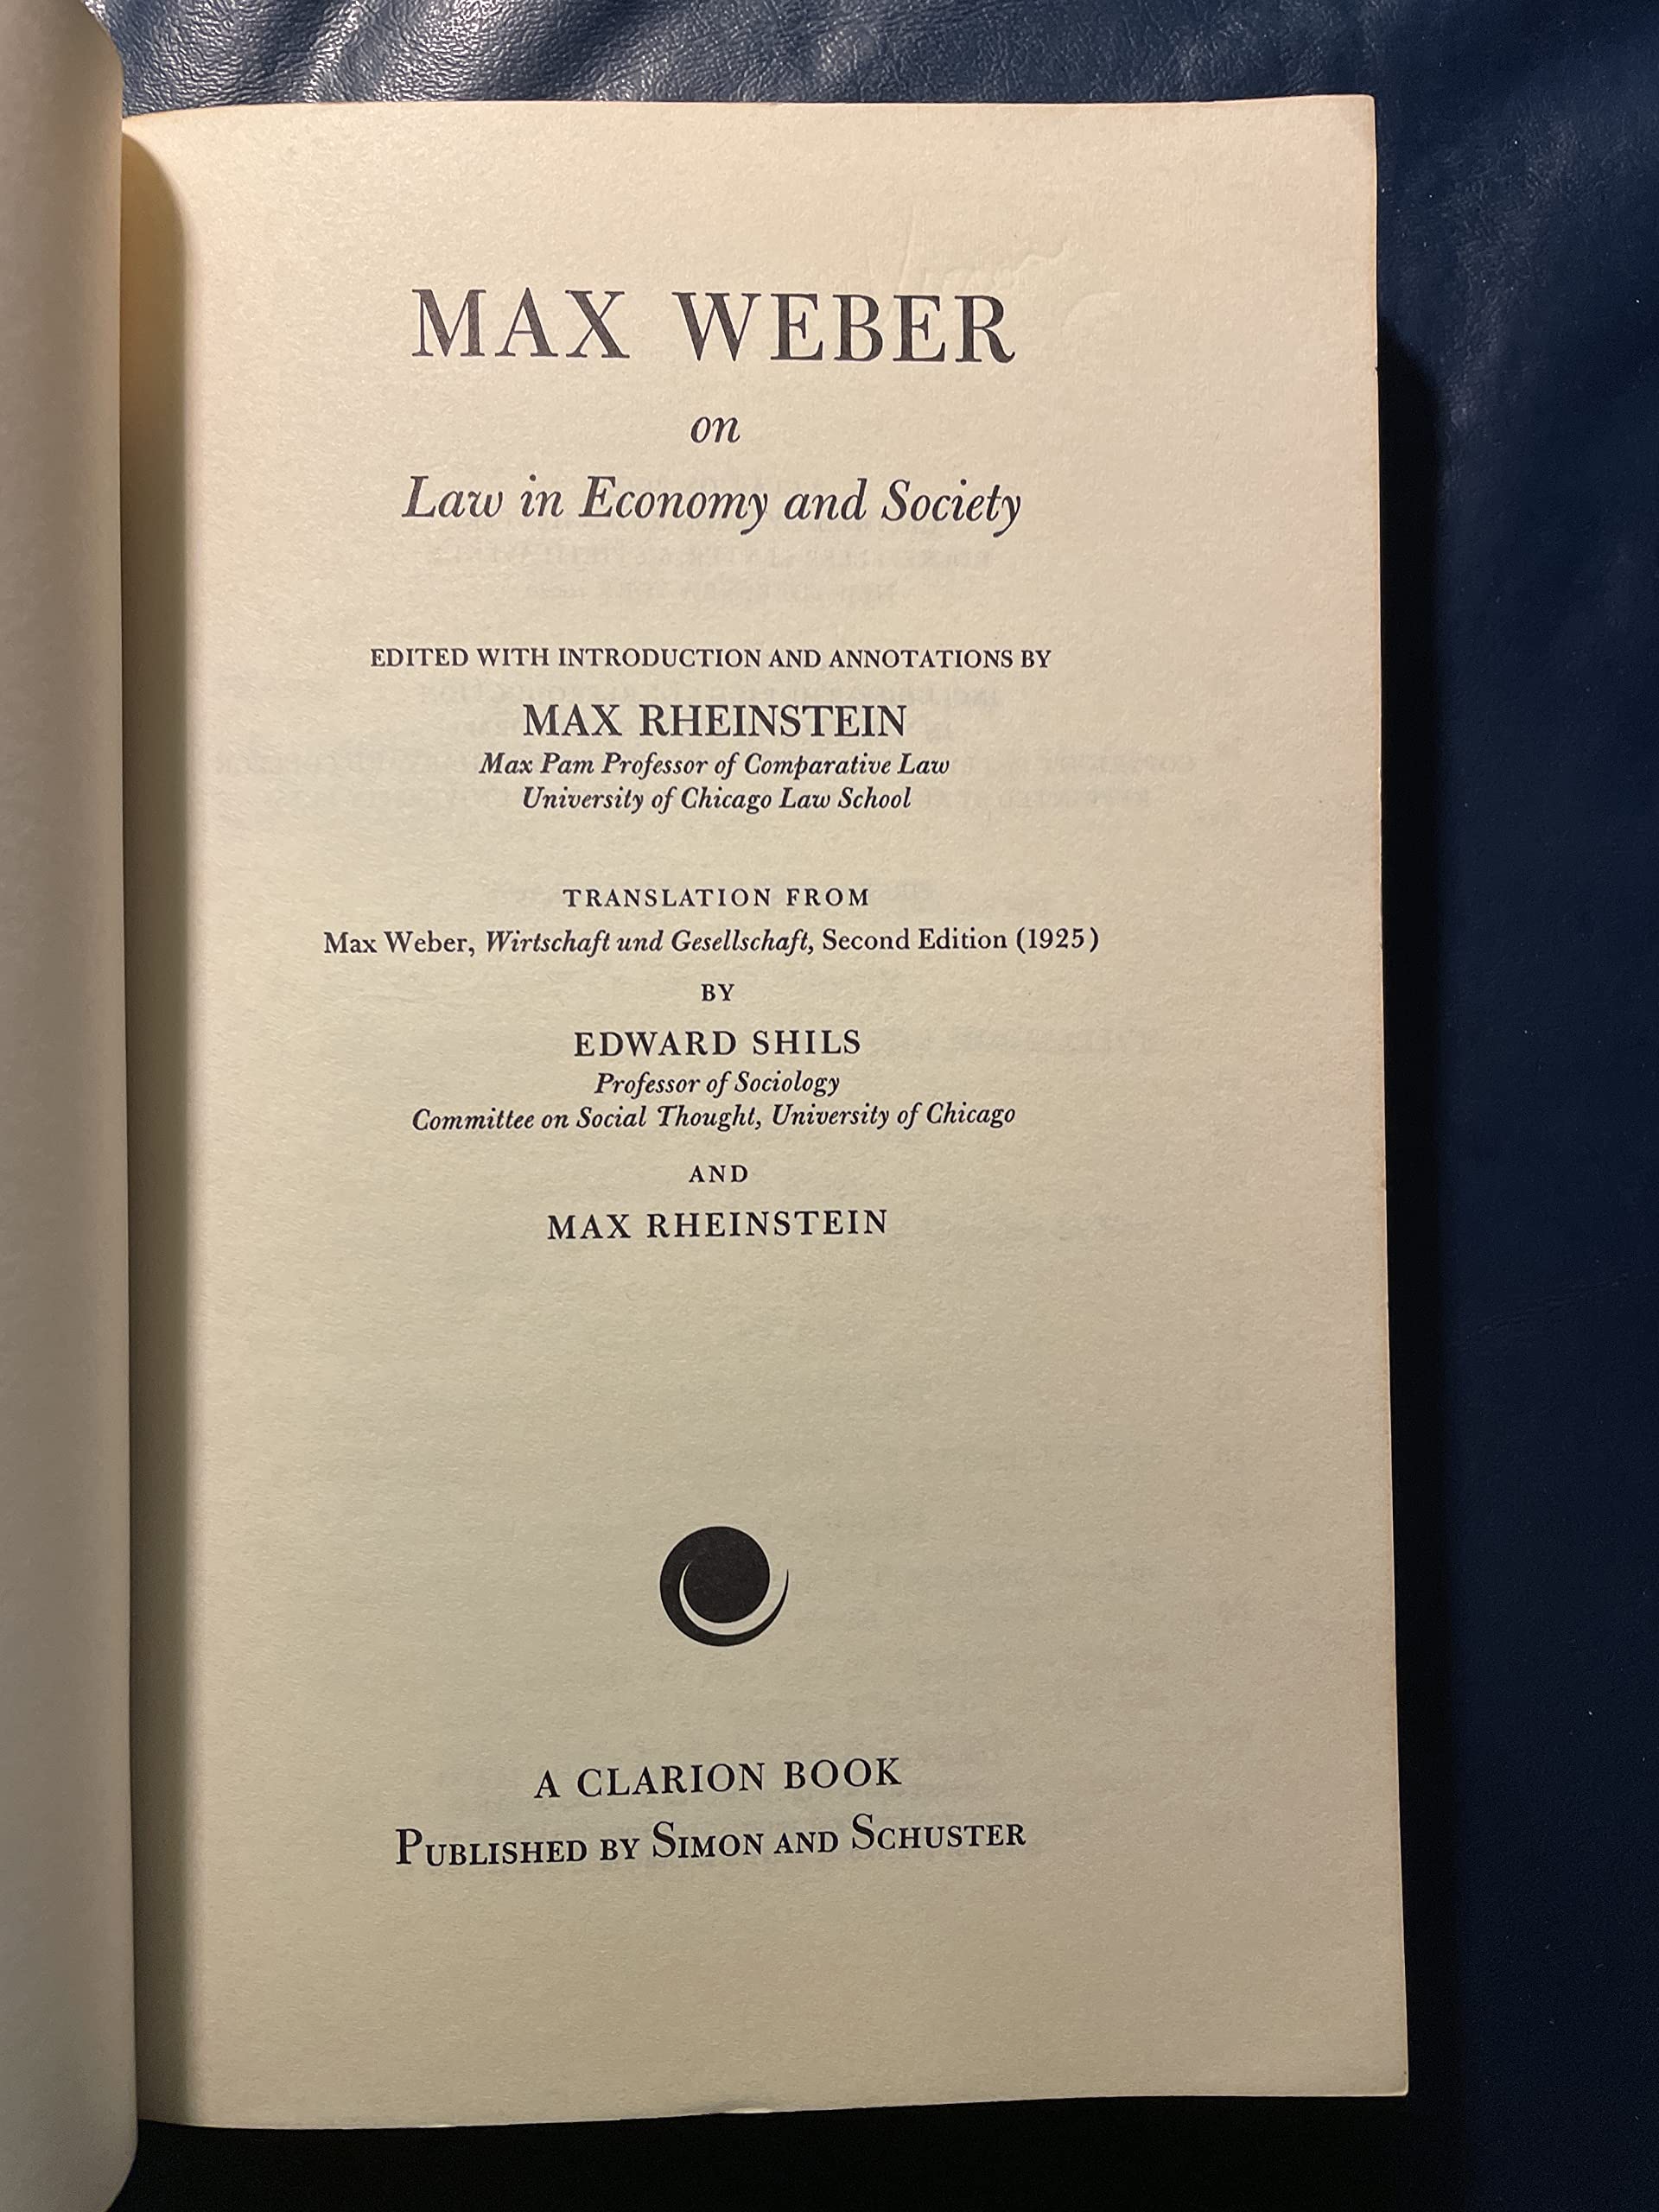 MAX WEBER
on
Law in Economy and Society
EDITED WITH INTRODUCTION AND ANNOTATIONS BY
MAX RHEINSTEIN
Max Pam Professor of Comparative Law
University of Chicago Law School
TRANSLATION FROM
Max Weber, Wirtschaft und Gesellschaft, Second Edition (1925)
BY
EDWARD SHILS
Professor of Sociology
Committee on Social Thought, University of Chicago
AND
MAX RHEINSTEIN
A CLARION BOOK
PUBLISHED BY SIMON AND SCHUSTER